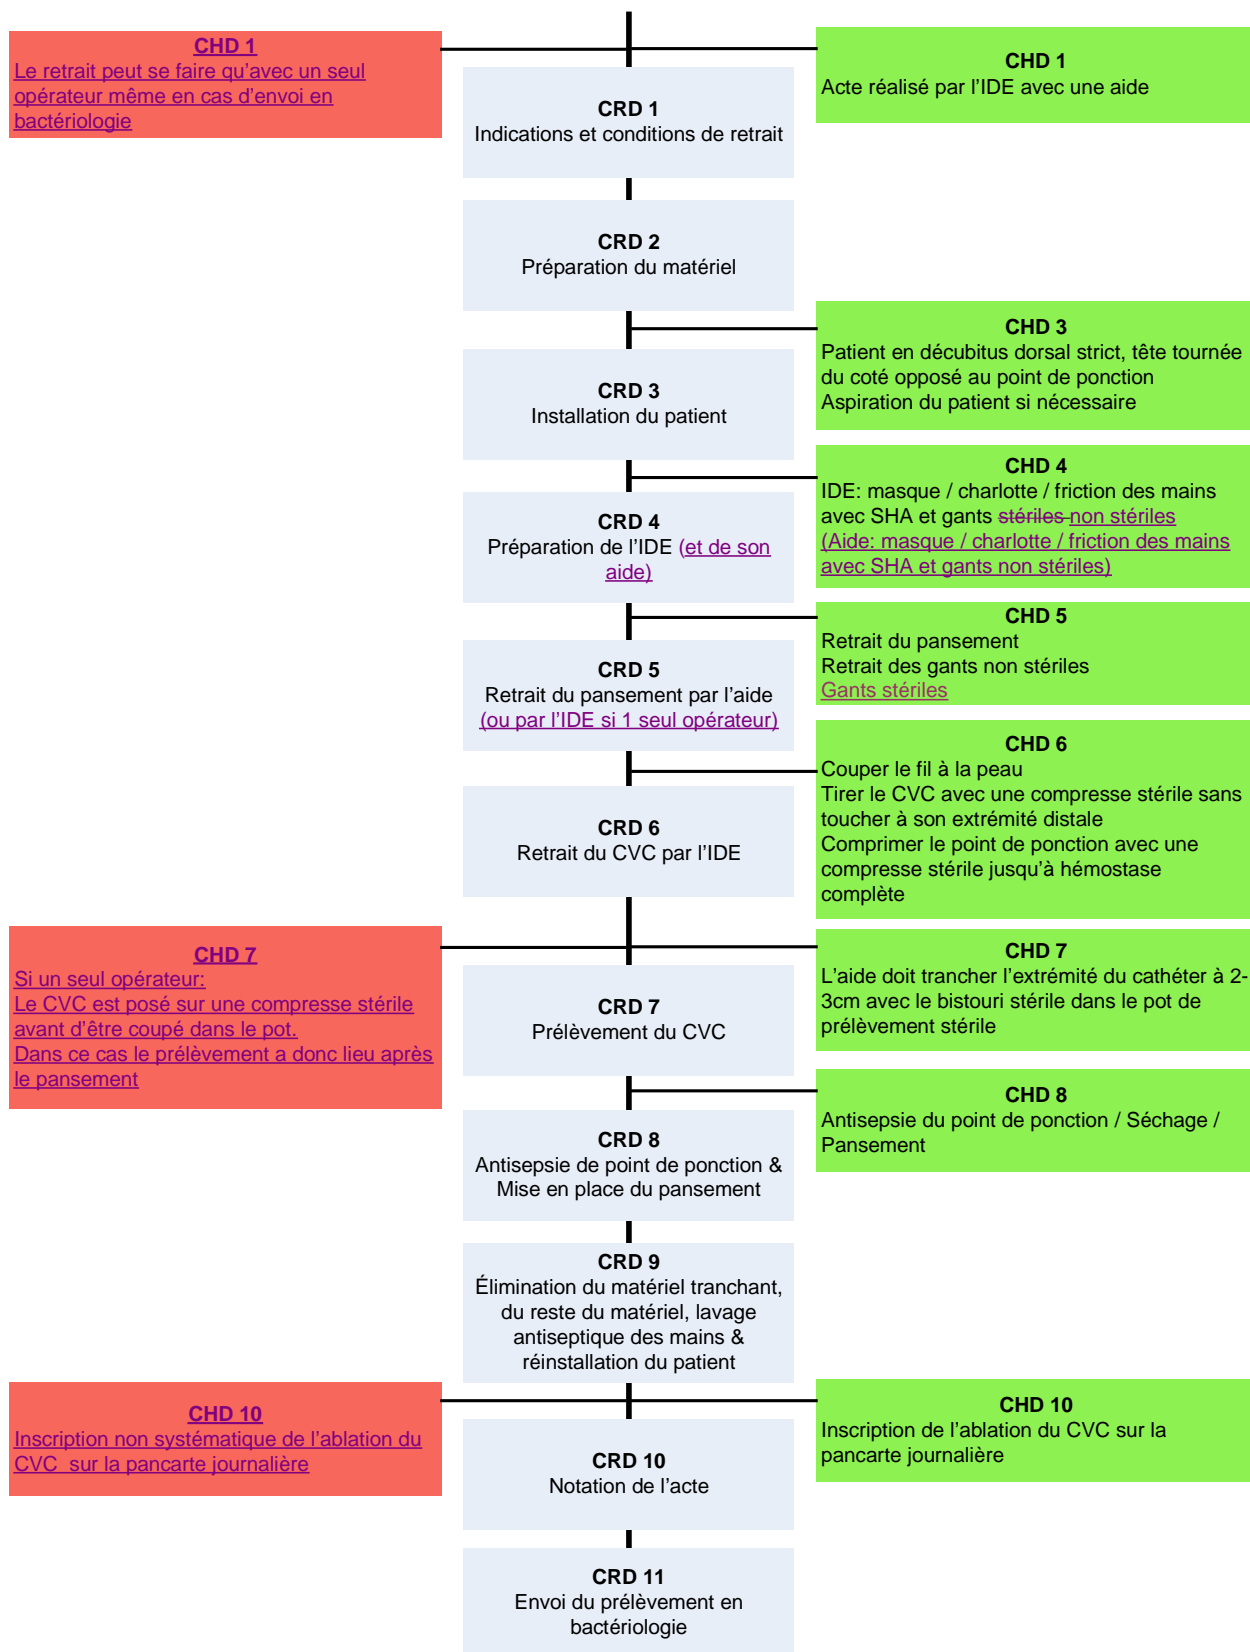 CHD 1
Le retrait peut se faire qu’avec un seul
opérateur même en cas d’envoi en
bactériologie
CHD 1
Acte réalisé par l’IDE avec une aide
CRD 1
Indications et conditions de retrait
CRD 2
Préparation du matériel
CHD 3
Patient en décubitus dorsal strict, tête tournée
du coté opposé au point de ponction
Aspiration du patient si nécessaire
CRD 3
Installation du patient
CHD 4
IDE: masque / charlotte / friction des mains
avec SHA et gants stériles non stériles
(Aide: masque / charlotte / friction des mains
avec SHA et gants non stériles)
CRD 4
Préparation de l’IDE (et de son
aide)
CHD 5
Retrait du pansement
Retrait des gants non stériles
Gants stériles
CRD 5
Retrait du pansement par l’aide
(ou par l’IDE si 1 seul opérateur)
CHD 6
Couper le fil à la peau
Tirer le CVC avec une compresse stérile sans
toucher à son extrémité distale
Comprimer le point de ponction avec une
compresse stérile jusqu’à hémostase
complète
CRD 6
Retrait du CVC par l’IDE
CHD 7
Si un seul opérateur:
Le CVC est posé sur une compresse stérile
avant d’être coupé dans le pot.
Dans ce cas le prélèvement a donc lieu après
le pansement
CHD 7
L’aide doit trancher l’extrémité du cathéter à 2-
3cm avec le bistouri stérile dans le pot de
prélèvement stérile
CRD 7
Prélèvement du CVC
CHD 8
Antisepsie du point de ponction / Séchage /
Pansement
CRD 8
Antisepsie de point de ponction &
Mise en place du pansement
CRD 9
Élimination du matériel tranchant,
du reste du matériel, lavage
antiseptique des mains &
réinstallation du patient
CHD 10
Inscription non systématique de l’ablation du
CVC sur la pancarte journalière
CHD 10
Inscription de l’ablation du CVC sur la
pancarte journalière
CRD 10
Notation de l’acte
CRD 11
Envoi du prélèvement en
bactériologie